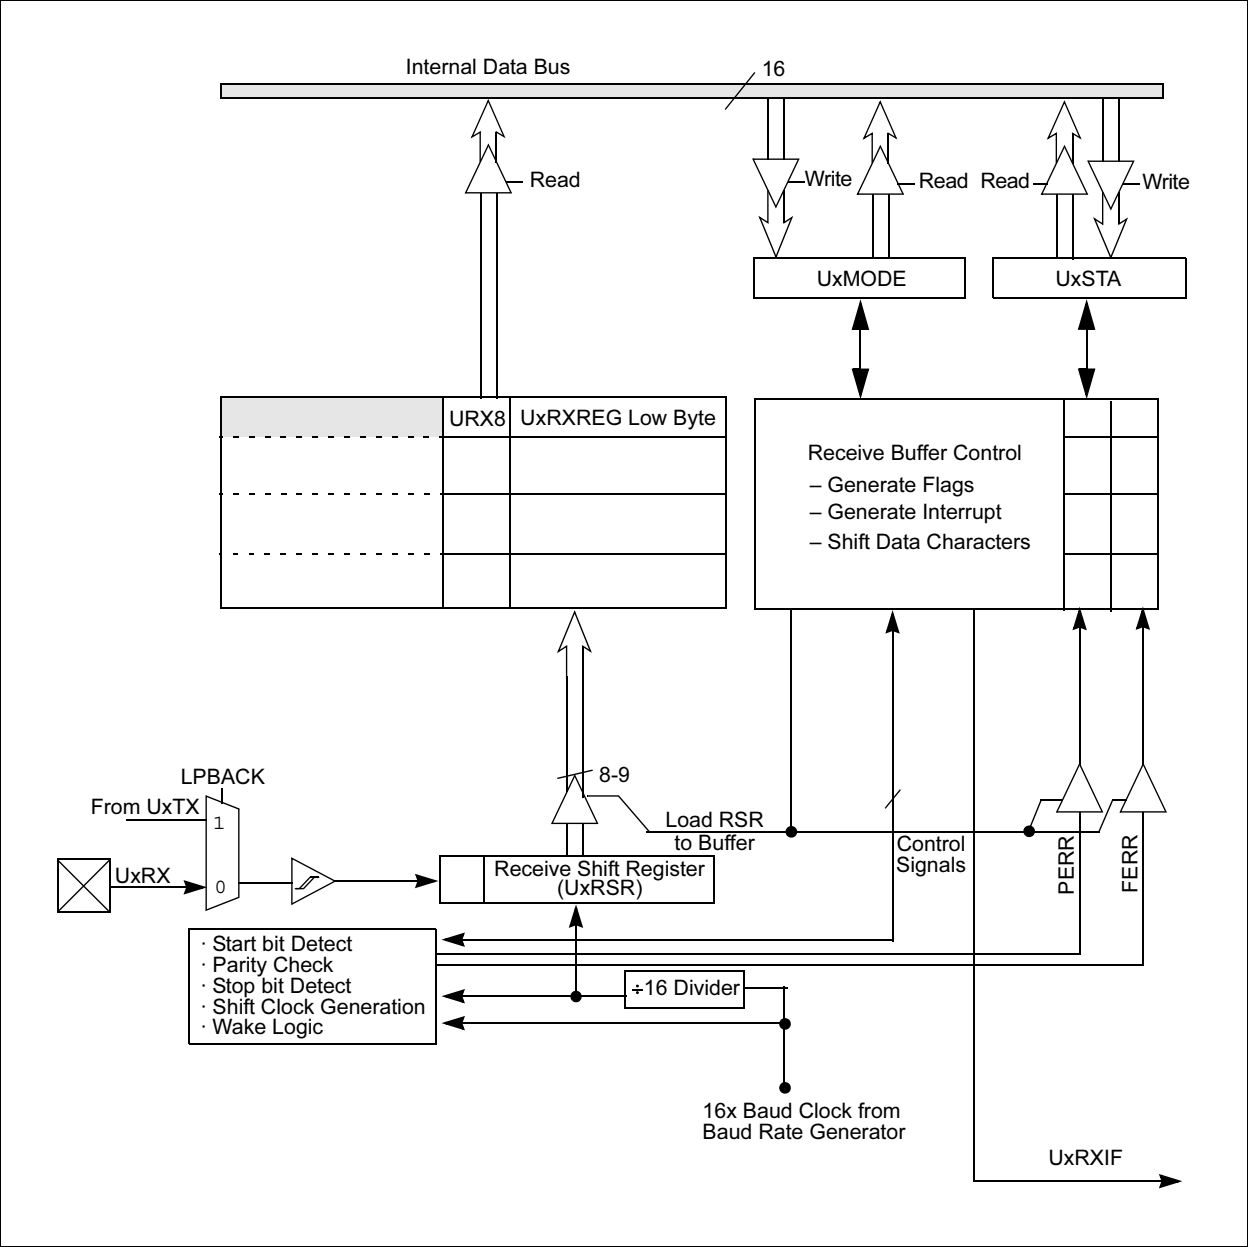 Internal Data Bus
16
Read
Write
Read
Read
Write
UxMODE
UxSTA
URX8
UxRXREG Low Byte
Receive Buffer Control
– Generate Flags
– Generate Interrupt
– Shift Data Characters
LPBACK
From UxTX
1
8-9
Load RSR
to Buffer
Control
Signals
PERR
FERR
UxRX
0
Receive Shift Register
(UxRSR)
· Start bit Detect
· Parity Check
· Stop bit Detect
· Shift Clock Generation
· Wake Logic
÷16 Divider
16x Baud Clock from
Baud Rate Generator
UxRXIF